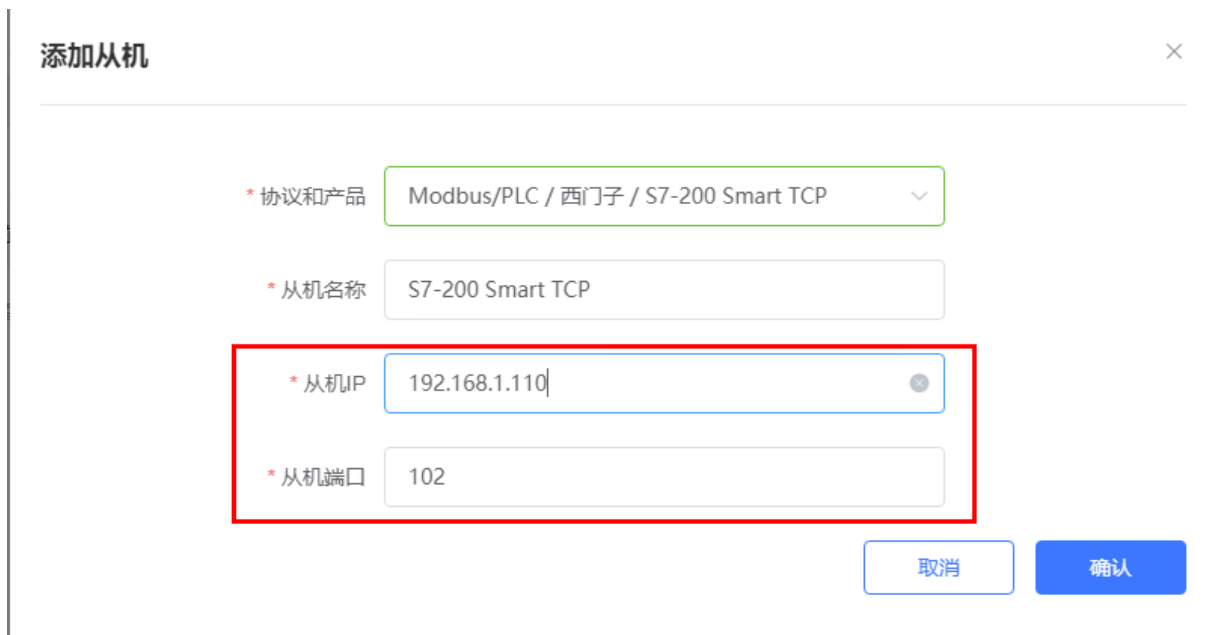 添加从机
* 协议和产品 Modbus/PLC / 西门子 / S7-200 Smart TCP
* 从机名称 S7-200 Smart TCP
* 从机IP 192.168.1.110
* 从机端口 102
取消 确认